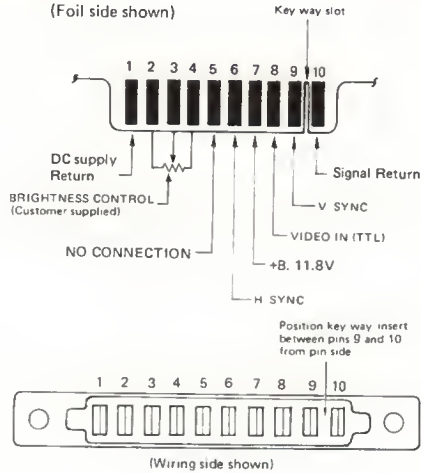 (Foil side shown)
Key way slot
1 2 3 4 5 6 7 8 9 10
DC supply
Return
Signal Return
BRIGHTNESS CONTROL
(Customer supplied)
V SYNC
VIDEO IN (TTL)
NO CONNECTION
+B. 11.8V
H SYNC
Position key way insert
between pins 9 and 10
from pin side
1 2 3 4 5 6 7 8 9 10
(Wiring side shown)